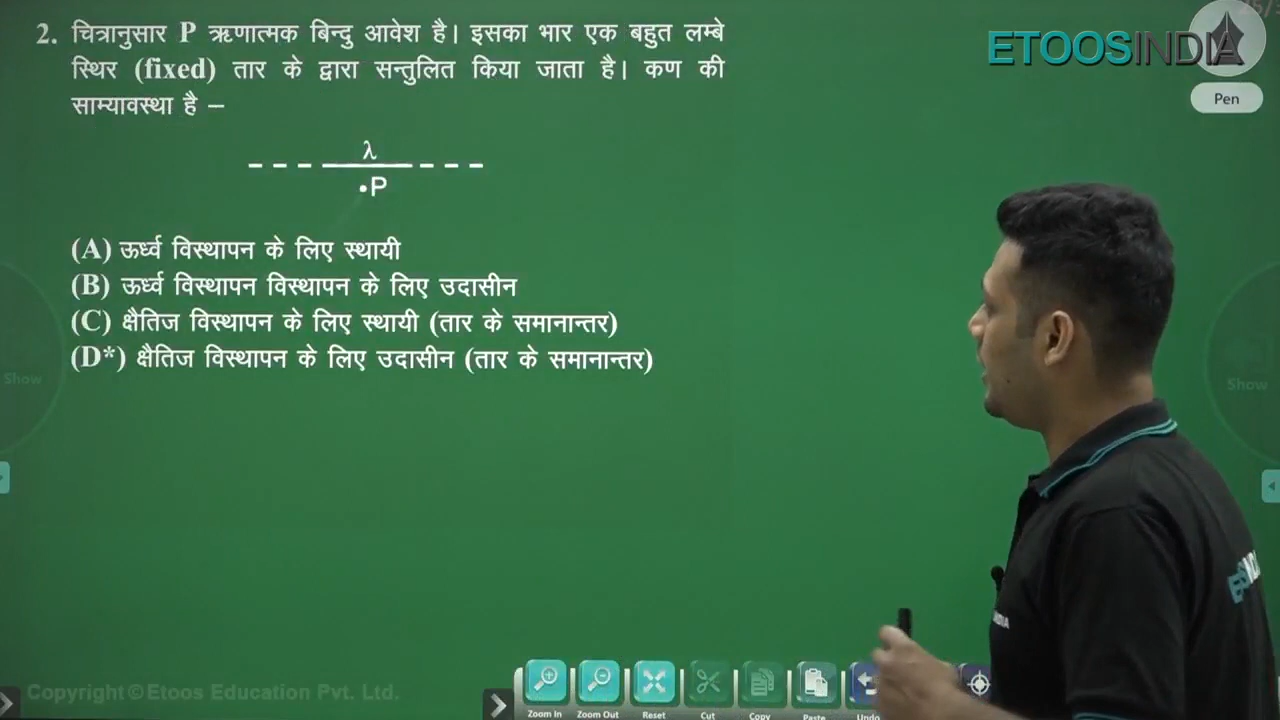 2. चित्रानुसार P ऋणात्मक बिन्दु आवेश है। इसका भार एक बहुत लम्बे
स्थिर (fixed) तार के द्वारा सन्तुलित किया जाता है। कण की
साम्यावस्था है –
λ
•P
(A) ऊर्ध्व विस्थापन के लिए स्थायी
(B) ऊर्ध्व विस्थापन विस्थापन के लिए उदासीन
(C) क्षैतिज विस्थापन के लिए स्थायी (तार के समानान्तर)
(D*) क्षैतिज विस्थापन के लिए उदासीन (तार के समानान्तर)
ETOOSINDIA
Pen
Show
Show
Copyright © Etoos Education Pvt. Ltd.
Zoom In Zoom Out Reset Cut Copy Paste Undo